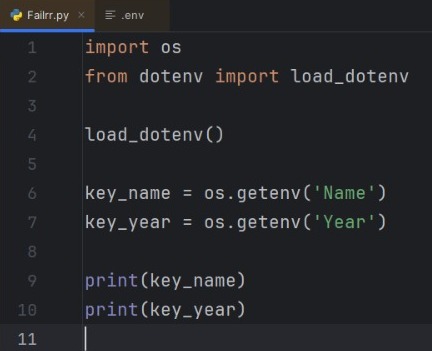 Failrr.py × .env
1 import os
2 from dotenv import load_dotenv
3
4 load_dotenv()
5
6 key_name = os.getenv('Name')
7 key_year = os.getenv('Year')
8
9 print(key_name)
10 print(key_year)
11